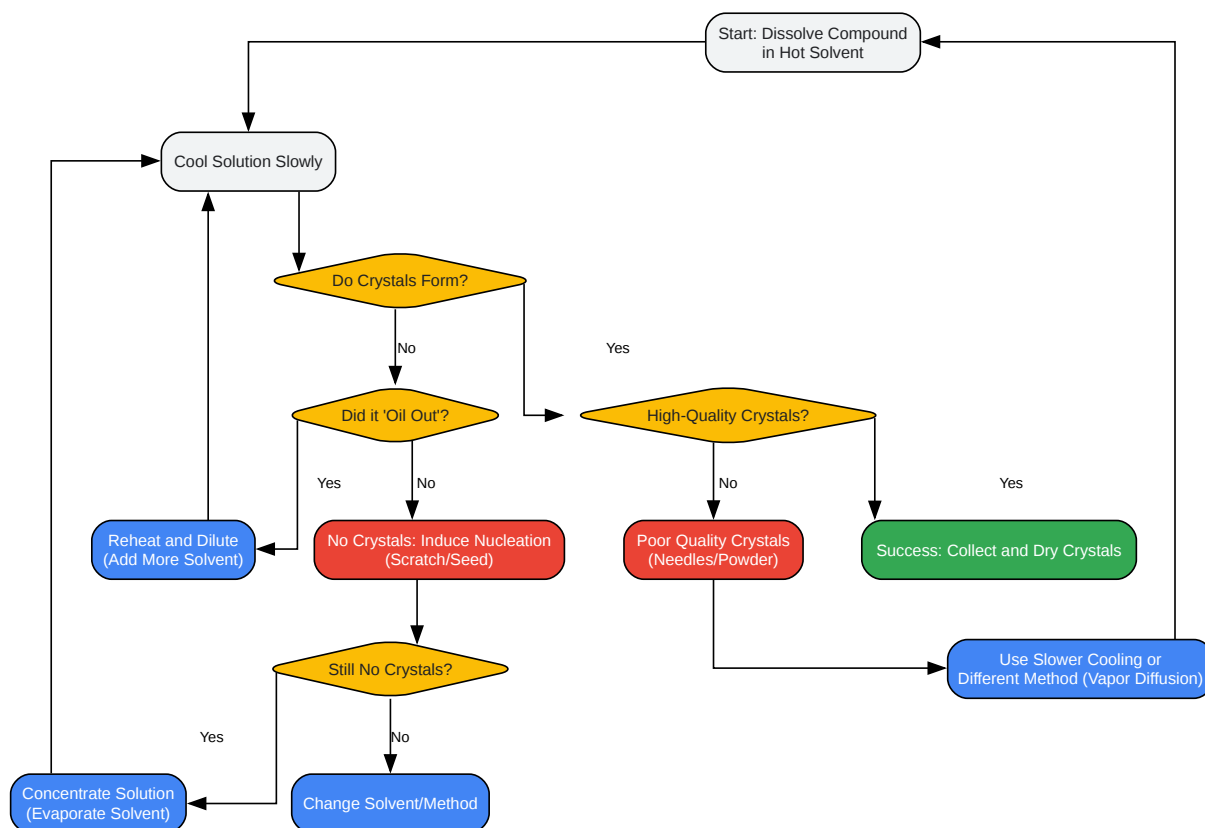 Start: Dissolve Compound
in Hot Solvent
Cool Solution Slowly
Do Crystals Form?
No
Yes
Did it 'Oil Out'?
High-Quality Crystals?
Yes
No
No
Yes
Reheat and Dilute
(Add More Solvent)
No Crystals: Induce Nucleation
(Scratch/Seed)
Poor Quality Crystals
(Needles/Powder)
Success: Collect and Dry Crystals
Still No Crystals?
Use Slower Cooling or
Different Method (Vapor Diffusion)
Yes
No
Concentrate Solution
(Evaporate Solvent)
Change Solvent/Method